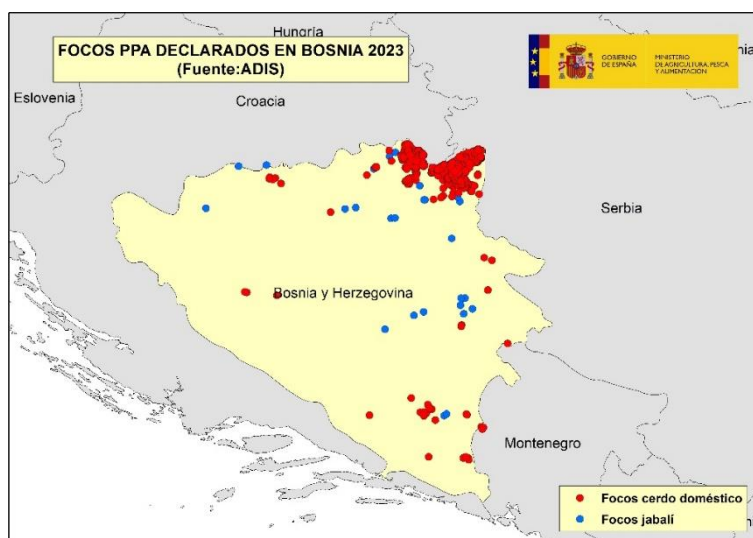 Hungría
FOCOS PPA DECLARADOS EN BOSNIA 2023
(Fuente:ADIS)
GOBIERNO
DE ESPAÑA
MINISTERIO
DE AGRICULTURA, PESCA
Y ALIMENTACIÓN
Eslovenia
Croacia
Serbia
Bosnia y Herzegovina
Montenegro
Focos cerdo doméstico
Focos jabalí